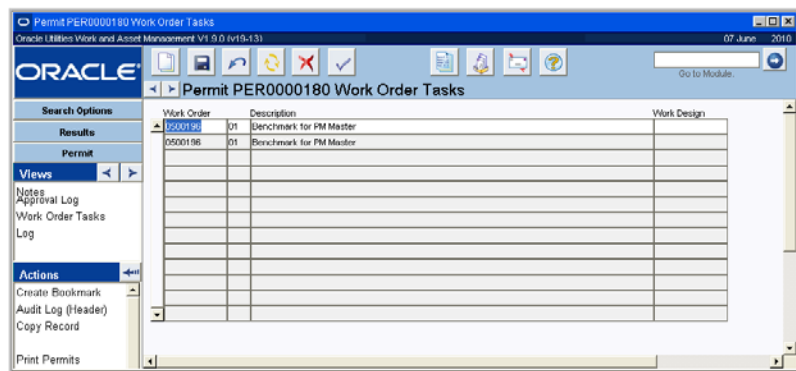 Permit PER0000180 Work Order Tasks
Oracle Utilities Work and Asset Management V1.9.0 (v19-13) 07 June 2010
ORACLE
Go to Module.
Permit PER0000180 Work Order Tasks
Search Options
Results
Permit
Views
Notes
Approval Log
Work Order Tasks
Log
Actions
Create Bookmark
Audit Log (Header)
Copy Record
Print Permits
Work Order Description Work Design
0500196 01 Benchmark for PM Master
0500196 01 Benchmark for PM Master